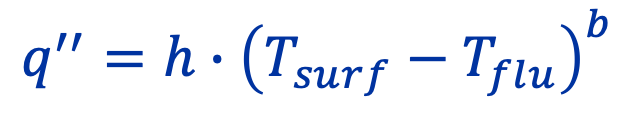 q′′ = h · (T_surf − T_flu)^b